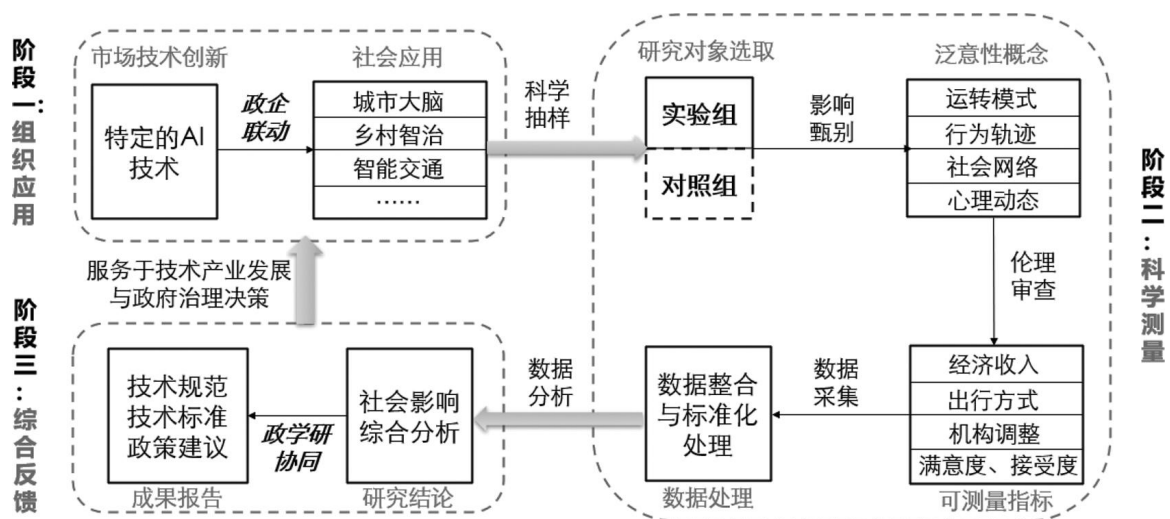 阶段一：组织应用
市场技术创新
特定的AI
技术
政企
联动
社会应用
城市大脑
乡村智治
智能交通
……
科学
抽样
阶段二：科学测量
研究对象选取
实验组
对照组
影响
甄别
泛意性概念
运转模式
行为轨迹
社会网络
心理动态
伦理
审查
经济收入
出行方式
机构调整
满意度、接受度
可测量指标
数据
采集
数据整合
与标准化
处理
数据处理
数据
分析
阶段三：综合反馈
社会影响
综合分析
研究结论
政学研
协同
技术规范
技术标准
政策建议
成果报告
服务于技术产业发展
与政府治理决策